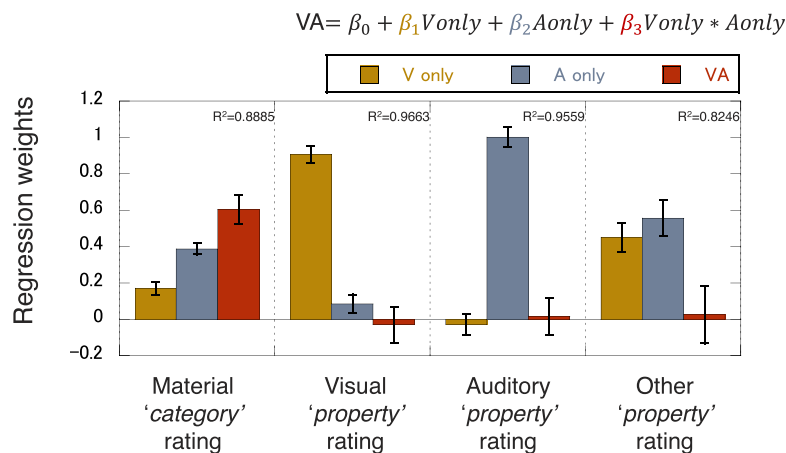 VA= β₀ + β₁Vonly + β₂Aonly + β₃Vonly ∗ Aonly
V only A only VA
1.2
1
0.8
0.6
0.4
0.2
0
−0.2
Regression weights
R²=0.8885 R²=0.9663 R²=0.9559 R²=0.8246
Material Visual Auditory Other
‘category’ ‘property’ ‘property’ ‘property’
rating rating rating rating